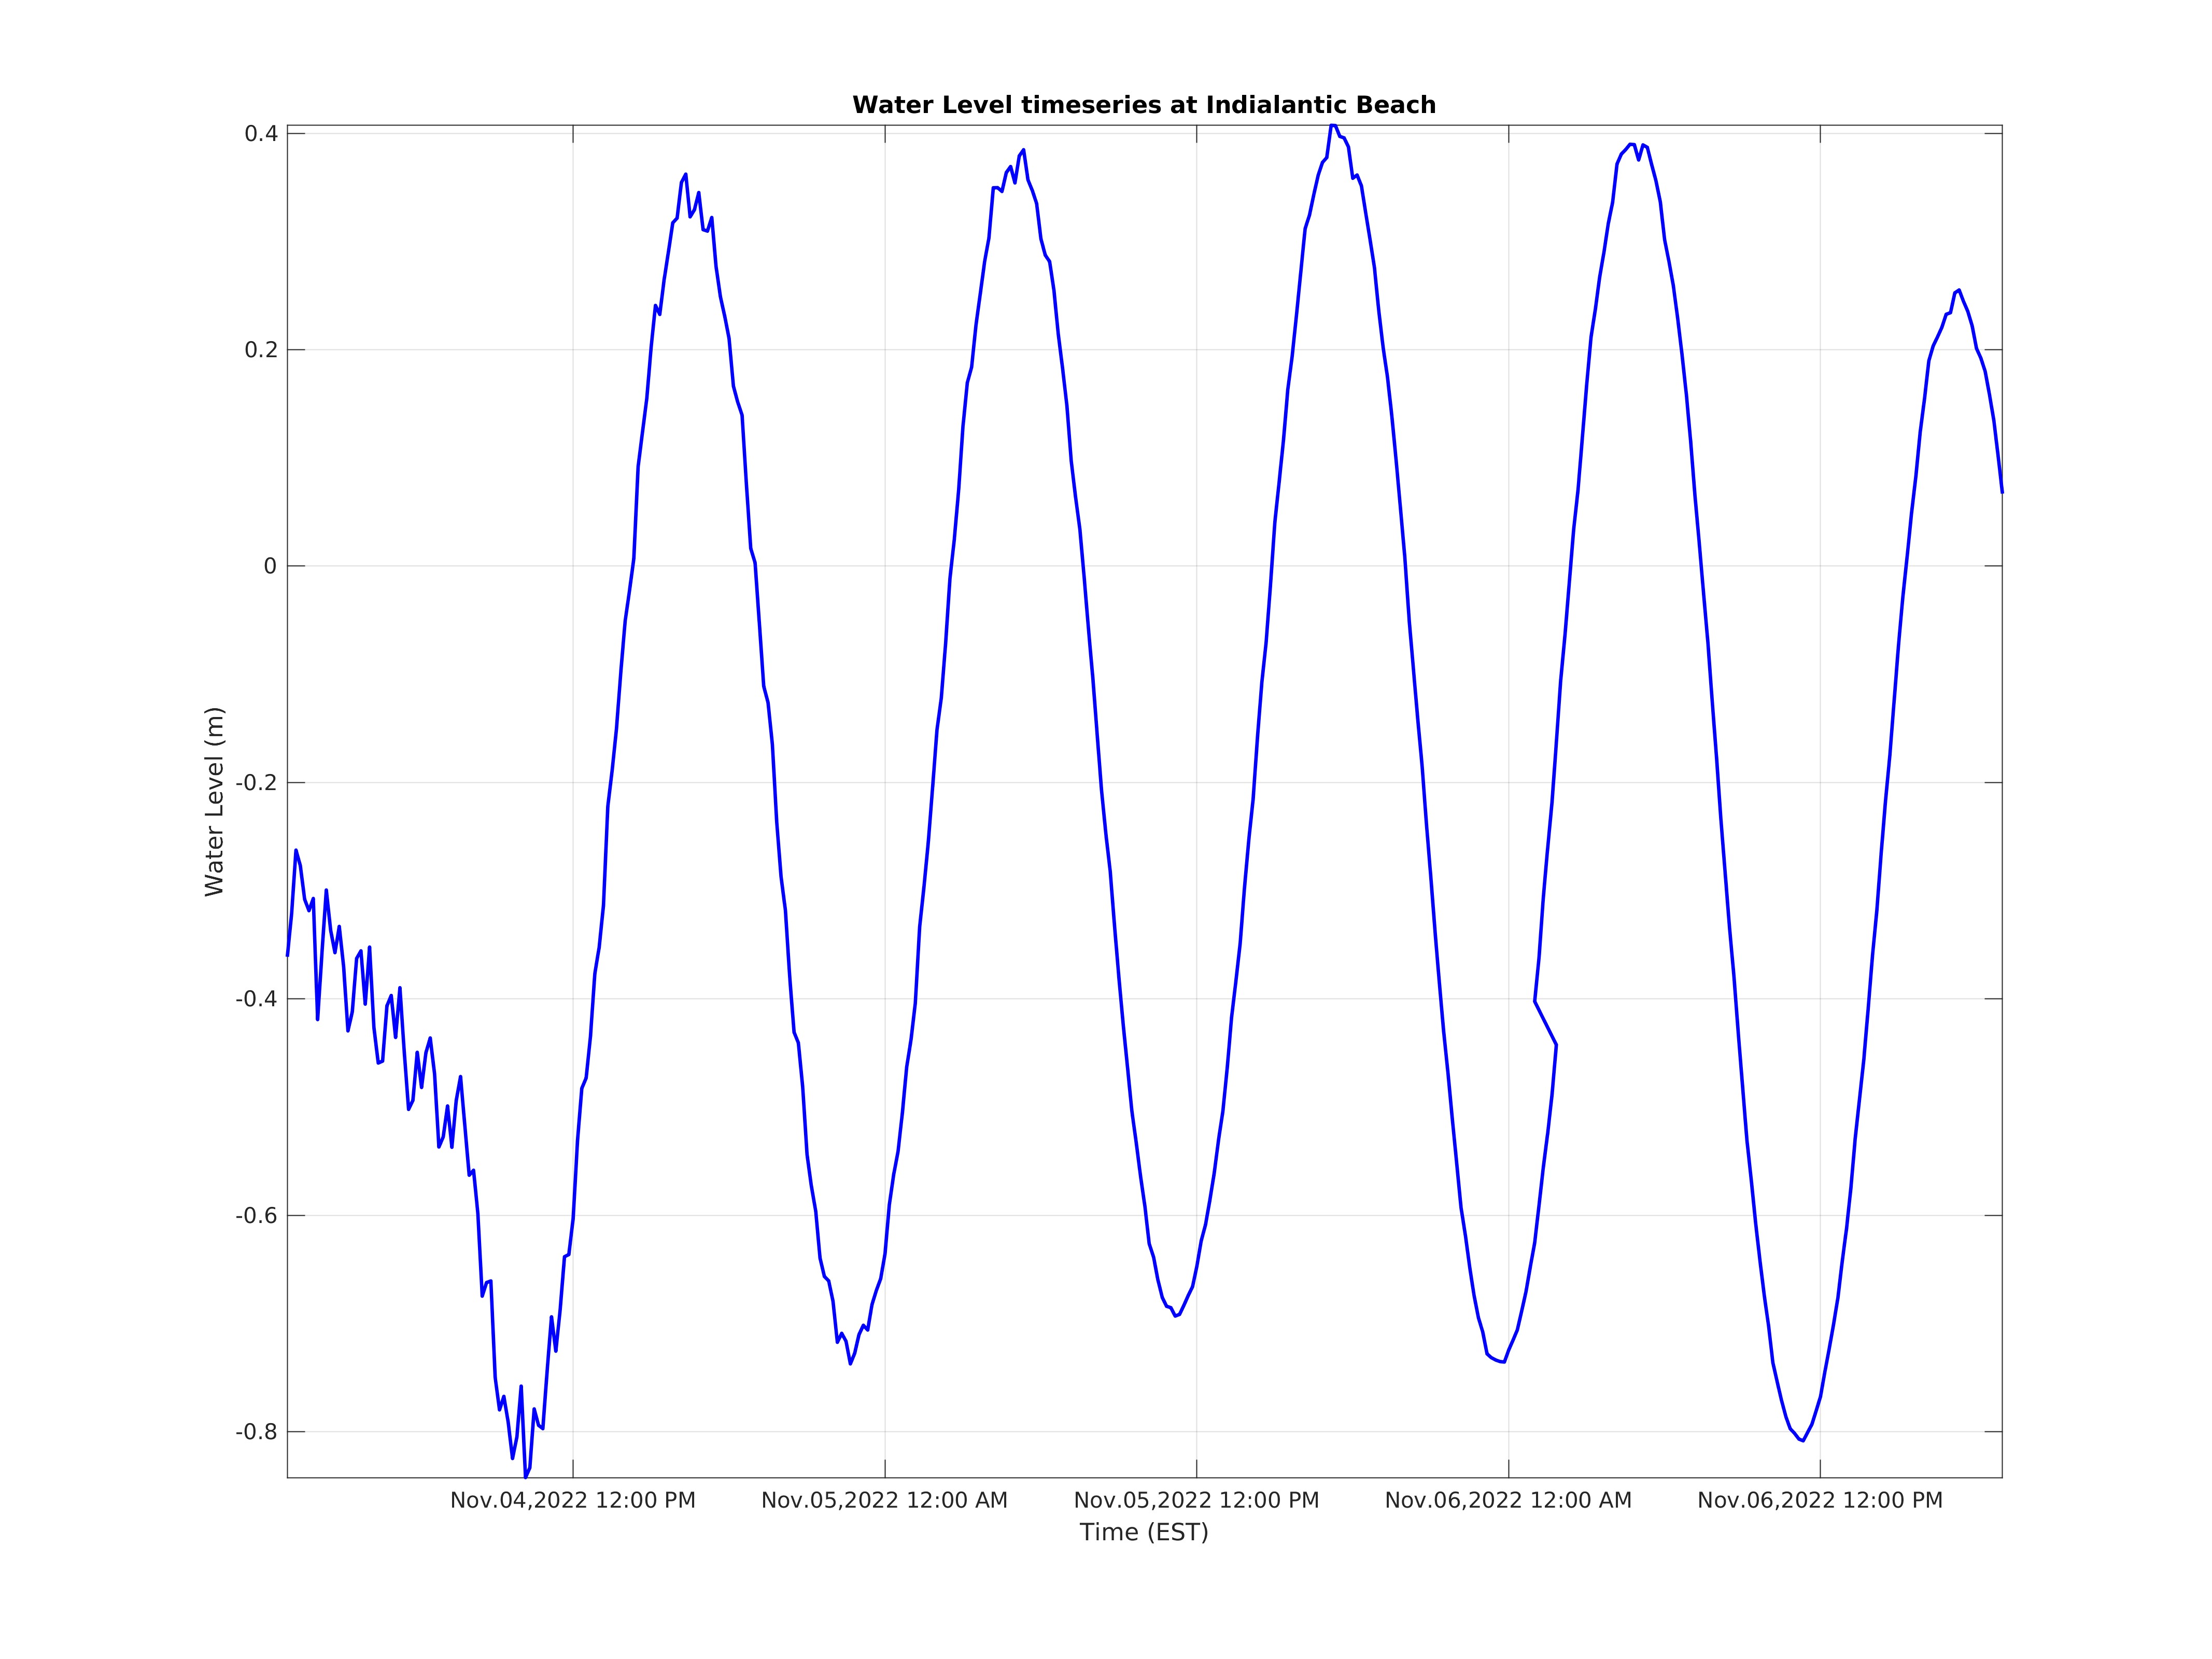 Water Level timeseries at Indialantic Beach
0.4
0.2
0
-0.2
-0.4
-0.6
-0.8
Water Level (m)
Nov.04,2022 12:00 PM
Nov.05,2022 12:00 AM
Nov.05,2022 12:00 PM
Nov.06,2022 12:00 AM
Nov.06,2022 12:00 PM
Time (EST)